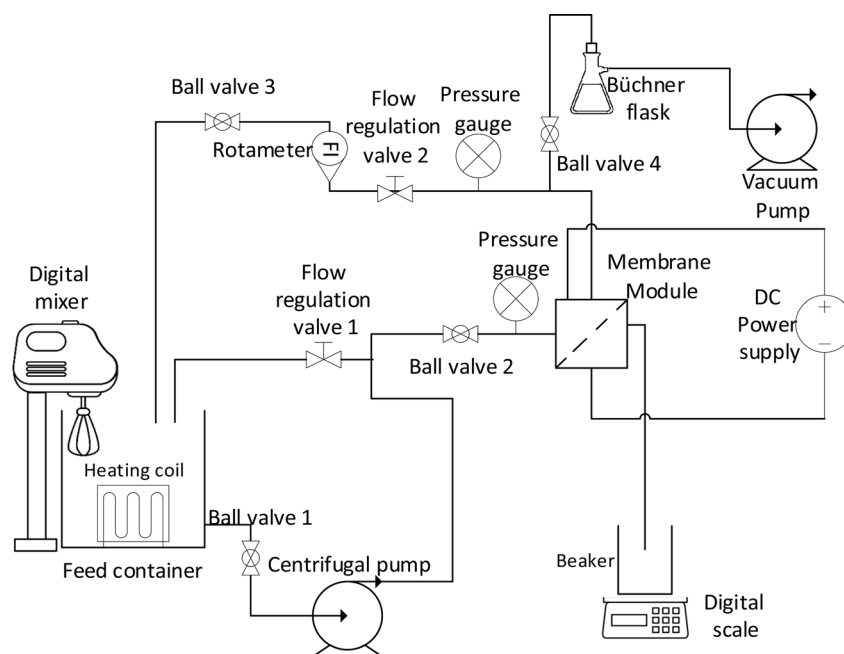 Ball valve 3
Flow
regulation
valve 2
Pressure
gauge
Büchner
flask
Rotameter
FI
Ball valve 4
Vacuum
Pump
Digital
mixer
Flow
regulation
valve 1
Pressure
gauge
Membrane
Module
DC
Power
supply
+
−
Ball valve 2
Heating coil
Ball valve 1
Feed container
Centrifugal pump
Beaker
Digital
scale